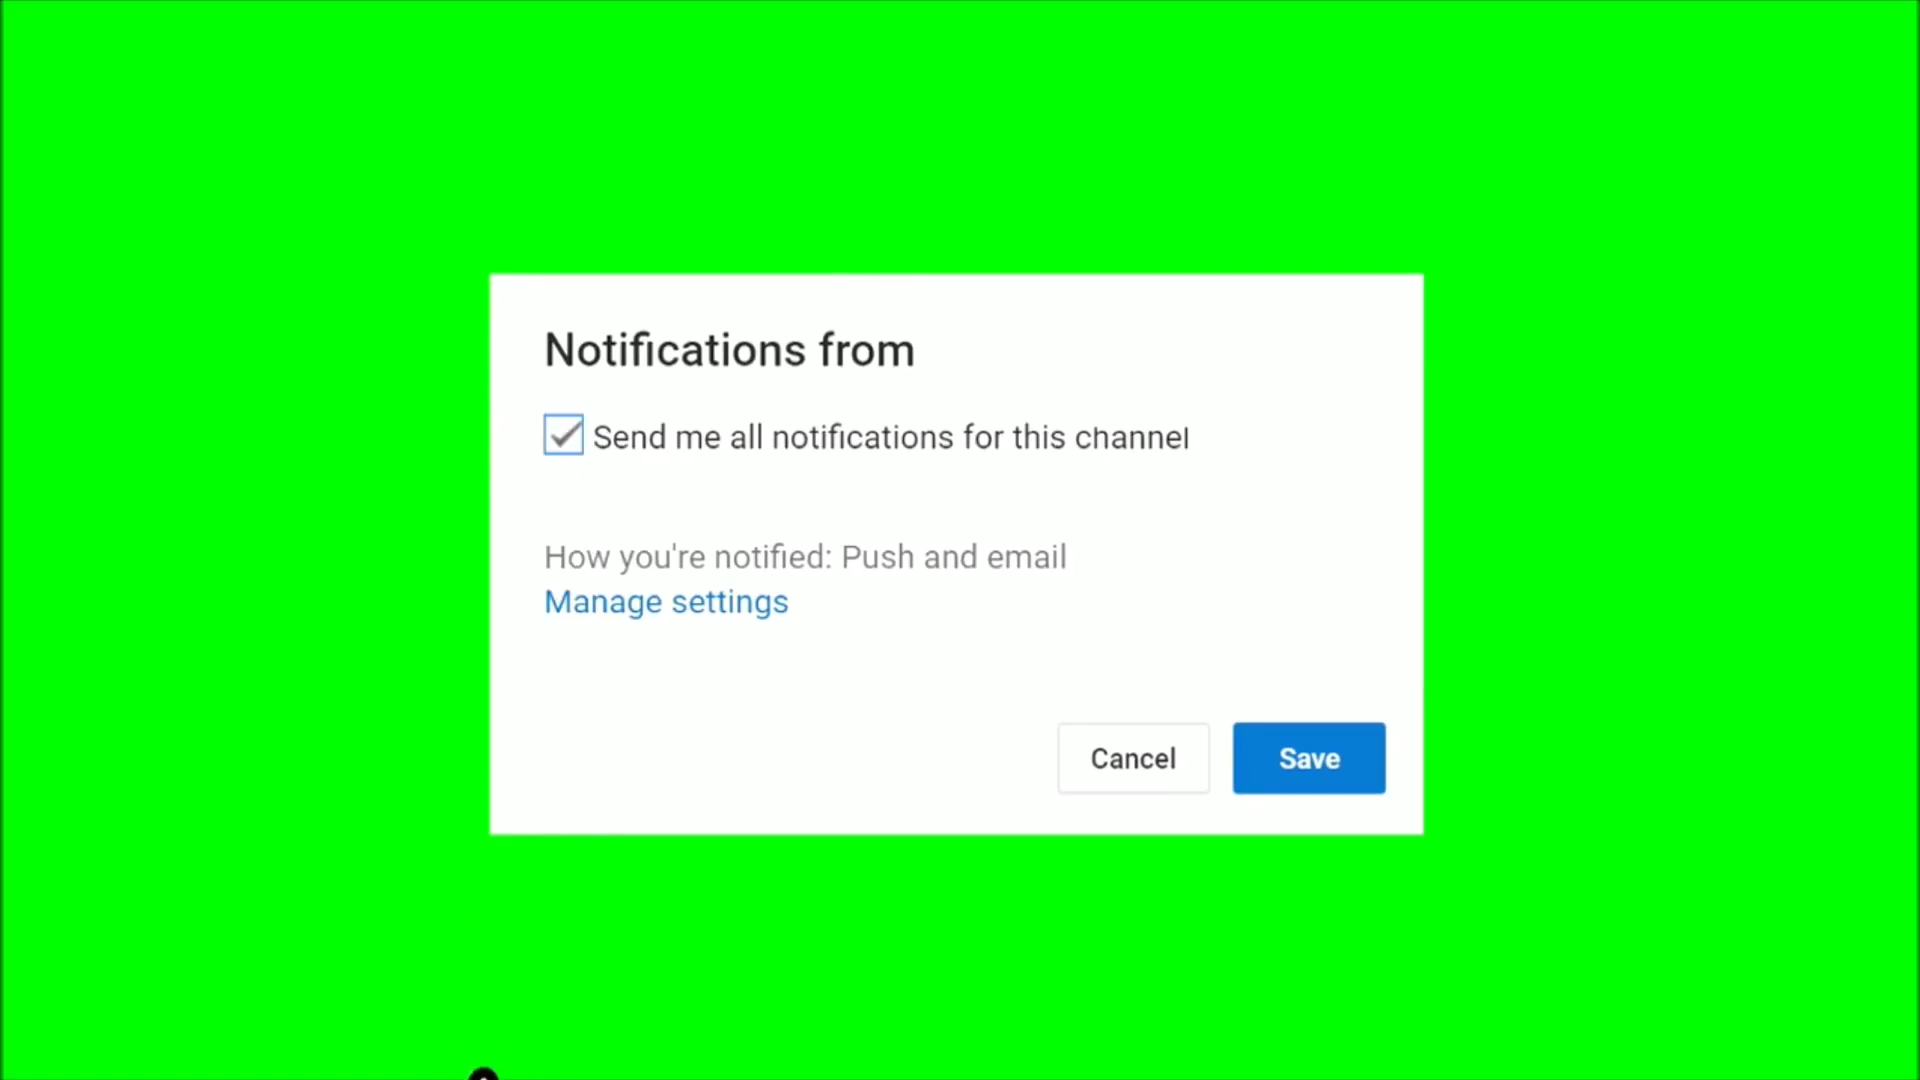 Notifications from
Send me all notifications for this channel
How you're notified: Push and email
Manage settings
Cancel
Save